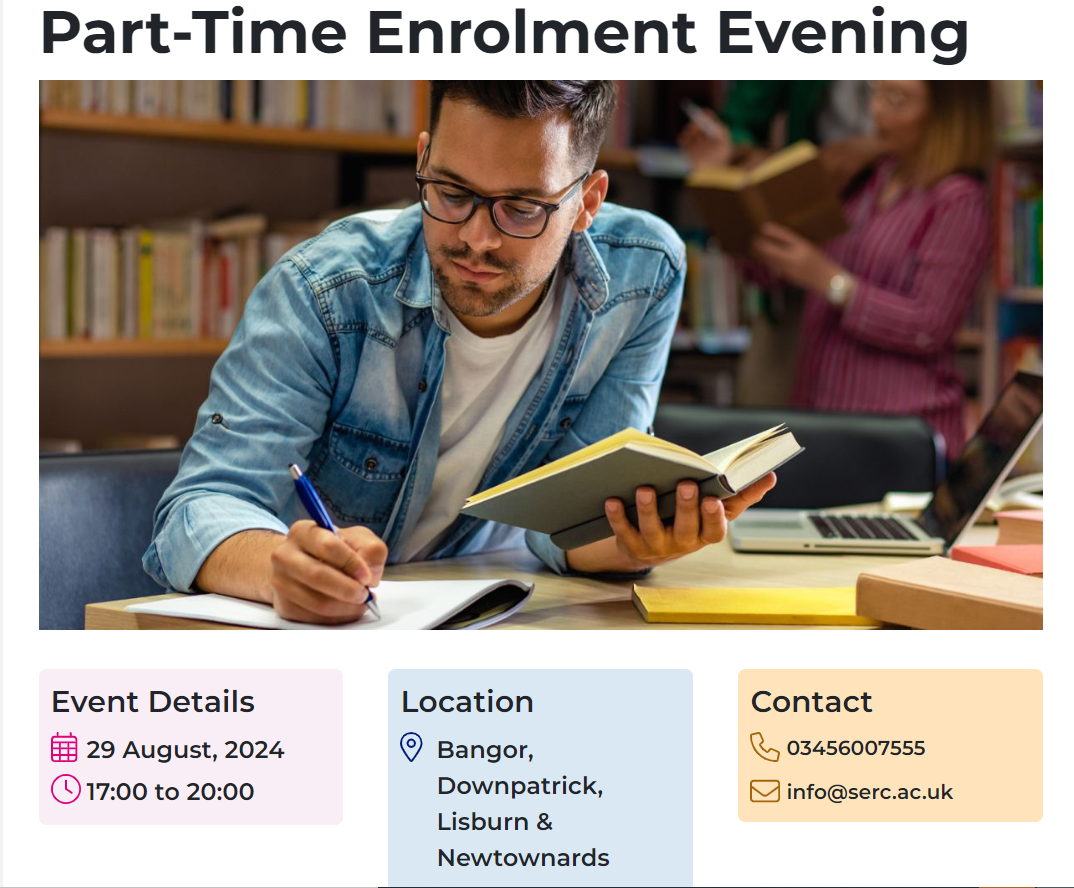 Part-Time Enrolment Evening
Event Details
29 August, 2024
17:00 to 20:00
Location
Bangor,
Downpatrick,
Lisburn &
Newtownards
Contact
03456007555
info@serc.ac.uk